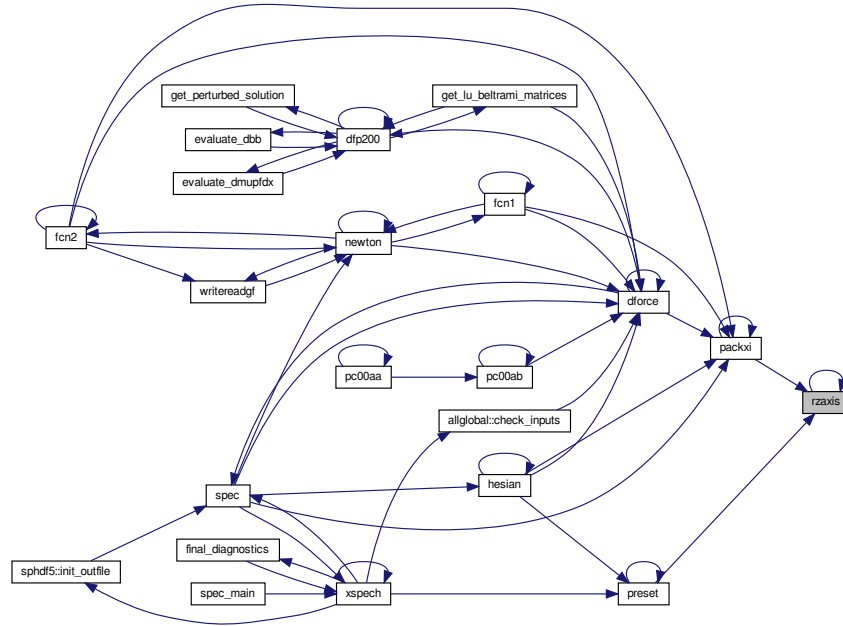 get_perturbed_solution
get_lu_beltrami_matrices
evaluate_dbb
dfp200
evaluate_dmupfdx
fcn1
fcn2
newton
writereadgf
dforce
packxi
pc00aa
pc00ab
rzaxis
allglobal::check_inputs
hesian
spec
final_diagnostics
sphdf5::init_outfile
spec_main
xspech
preset